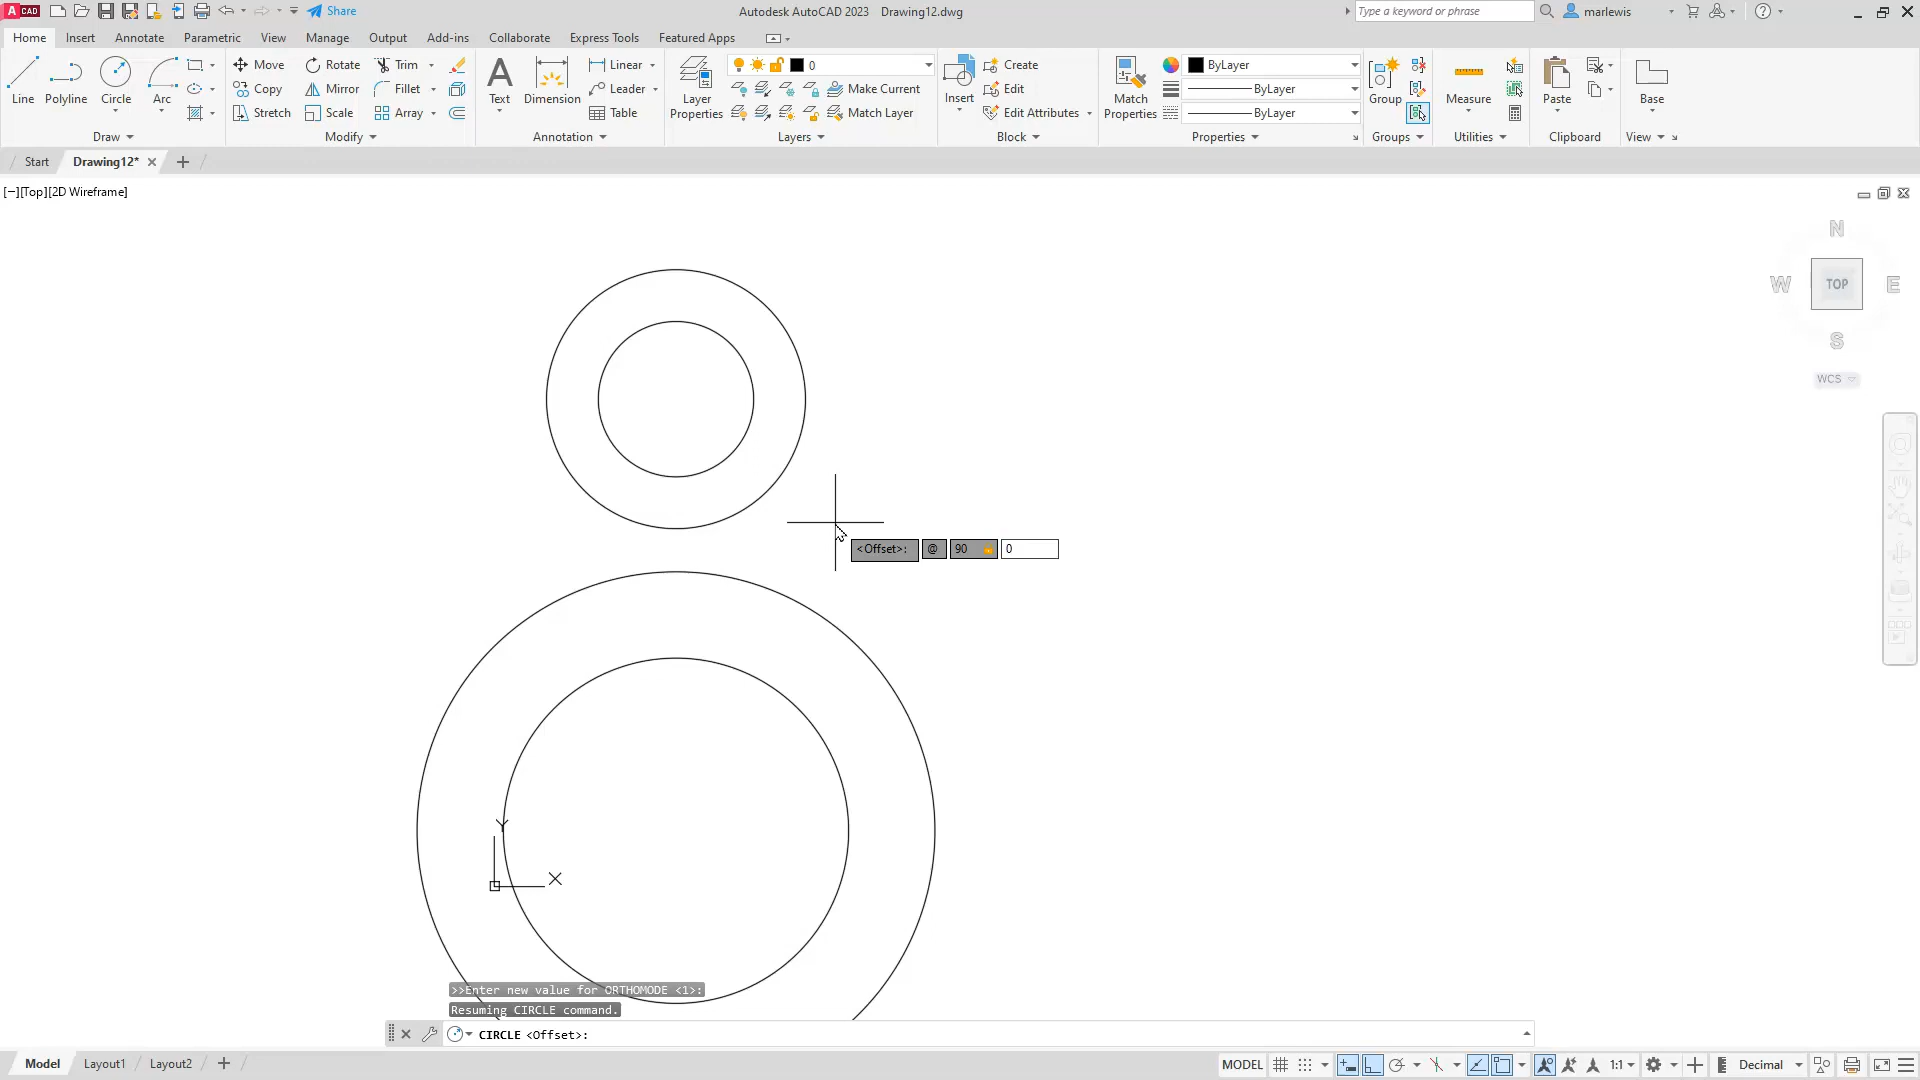 A CAD Share Autodesk AutoCAD 2023 Drawing12.dwg Type a keyword or phrase marlewis
Home Insert Annotate Parametric View Manage Output Add-ins Collaborate Express Tools Featured Apps
Line Polyline Circle Arc
Move Rotate Trim
Copy Mirror Fillet
Stretch Scale Array
Text Dimension
Linear
Leader
Table
Layer Properties
0
Make Current
Match Layer
Insert
Create
Edit
Edit Attributes
Match Properties
ByLayer
ByLayer
ByLayer
Group Measure Paste Base
Draw Modify Annotation Layers Block Properties Groups Utilities Clipboard View
Start Drawing12*
[−][Top][2D Wireframe]
N
W TOP E
S
WCS
<Offset>: @ 90 0
Y
X
>>Enter new value for ORTHOMODE <1>:
Resuming CIRCLE command.
CIRCLE <Offset>:
Model Layout1 Layout2 MODEL 1:1 Decimal